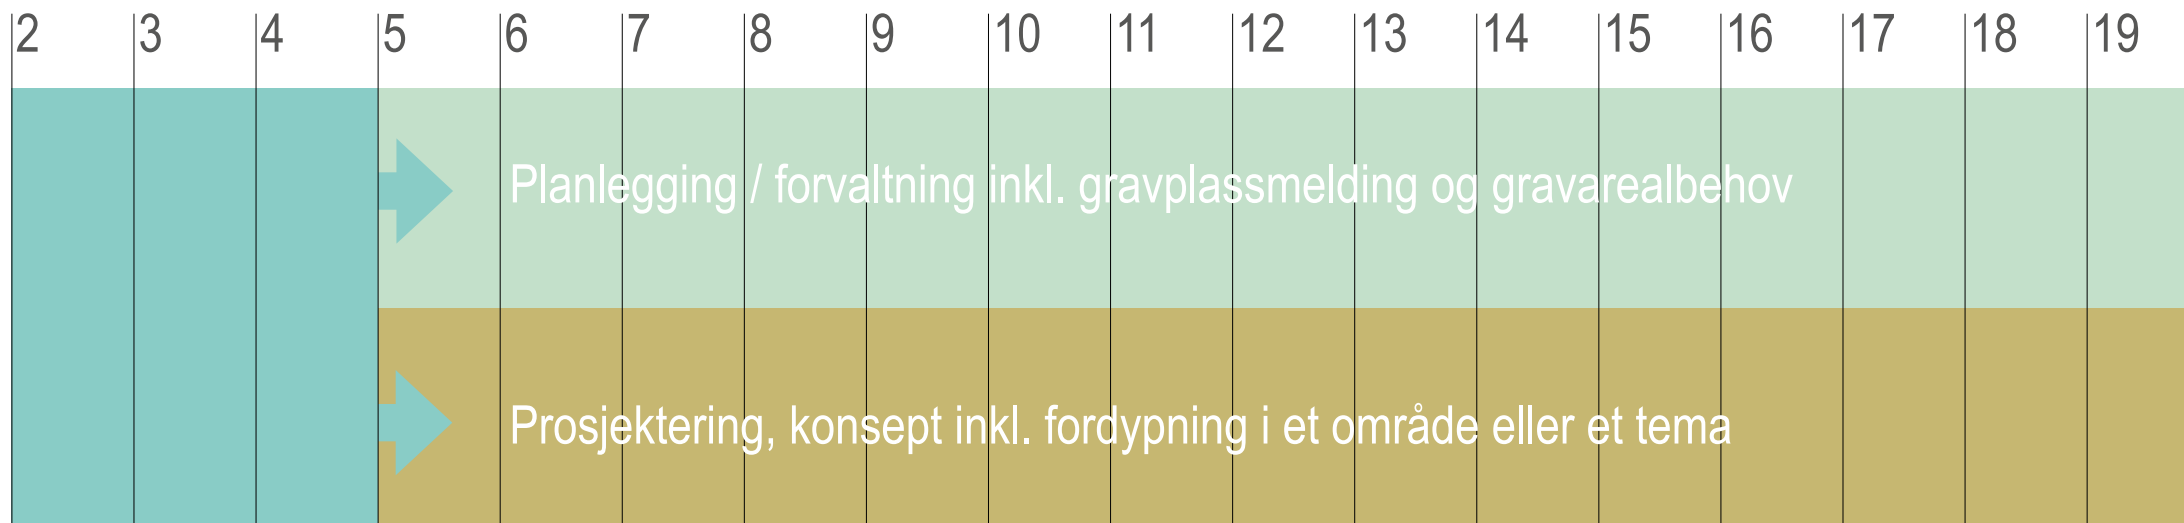 2 3 4 5 6 7 8 9 10 11 12 13 14 15 16 17 18 19
Planlegging / forvaltning inkl. gravplassmelding og gravarealbehov
Prosjektering, konsept inkl. fordypning i et område eller et tema